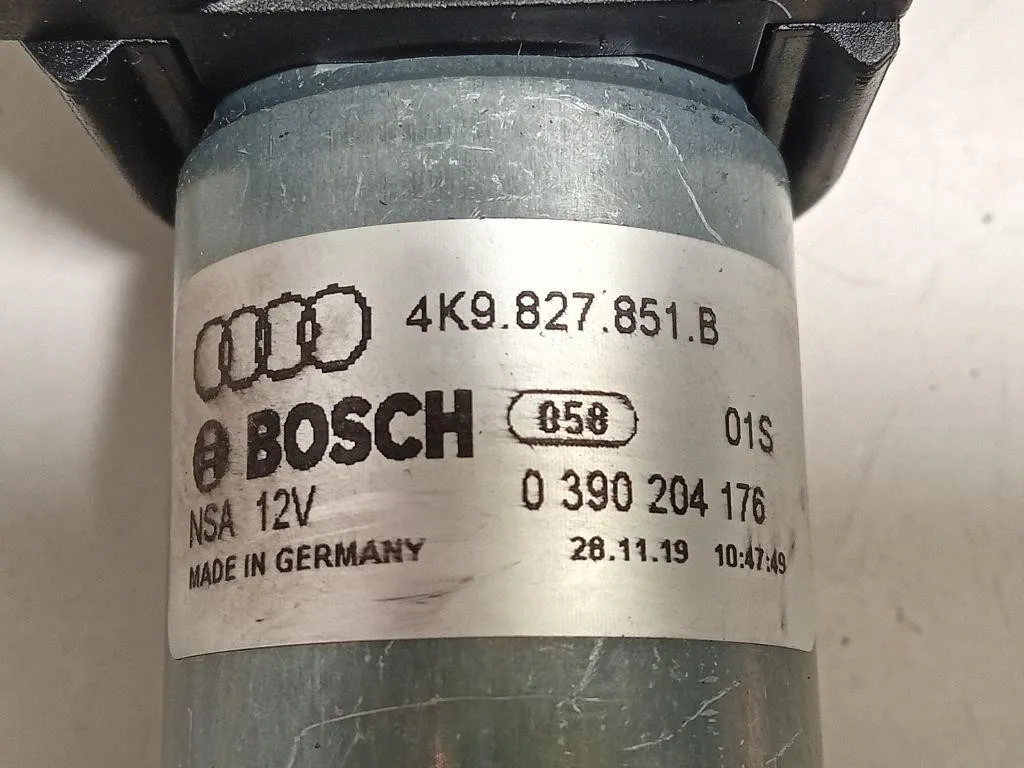 4K9.827.851.B
BOSCH 058 01S
NSA 12V 0 390 204 176
MADE IN GERMANY 28.11.19 10:47:49